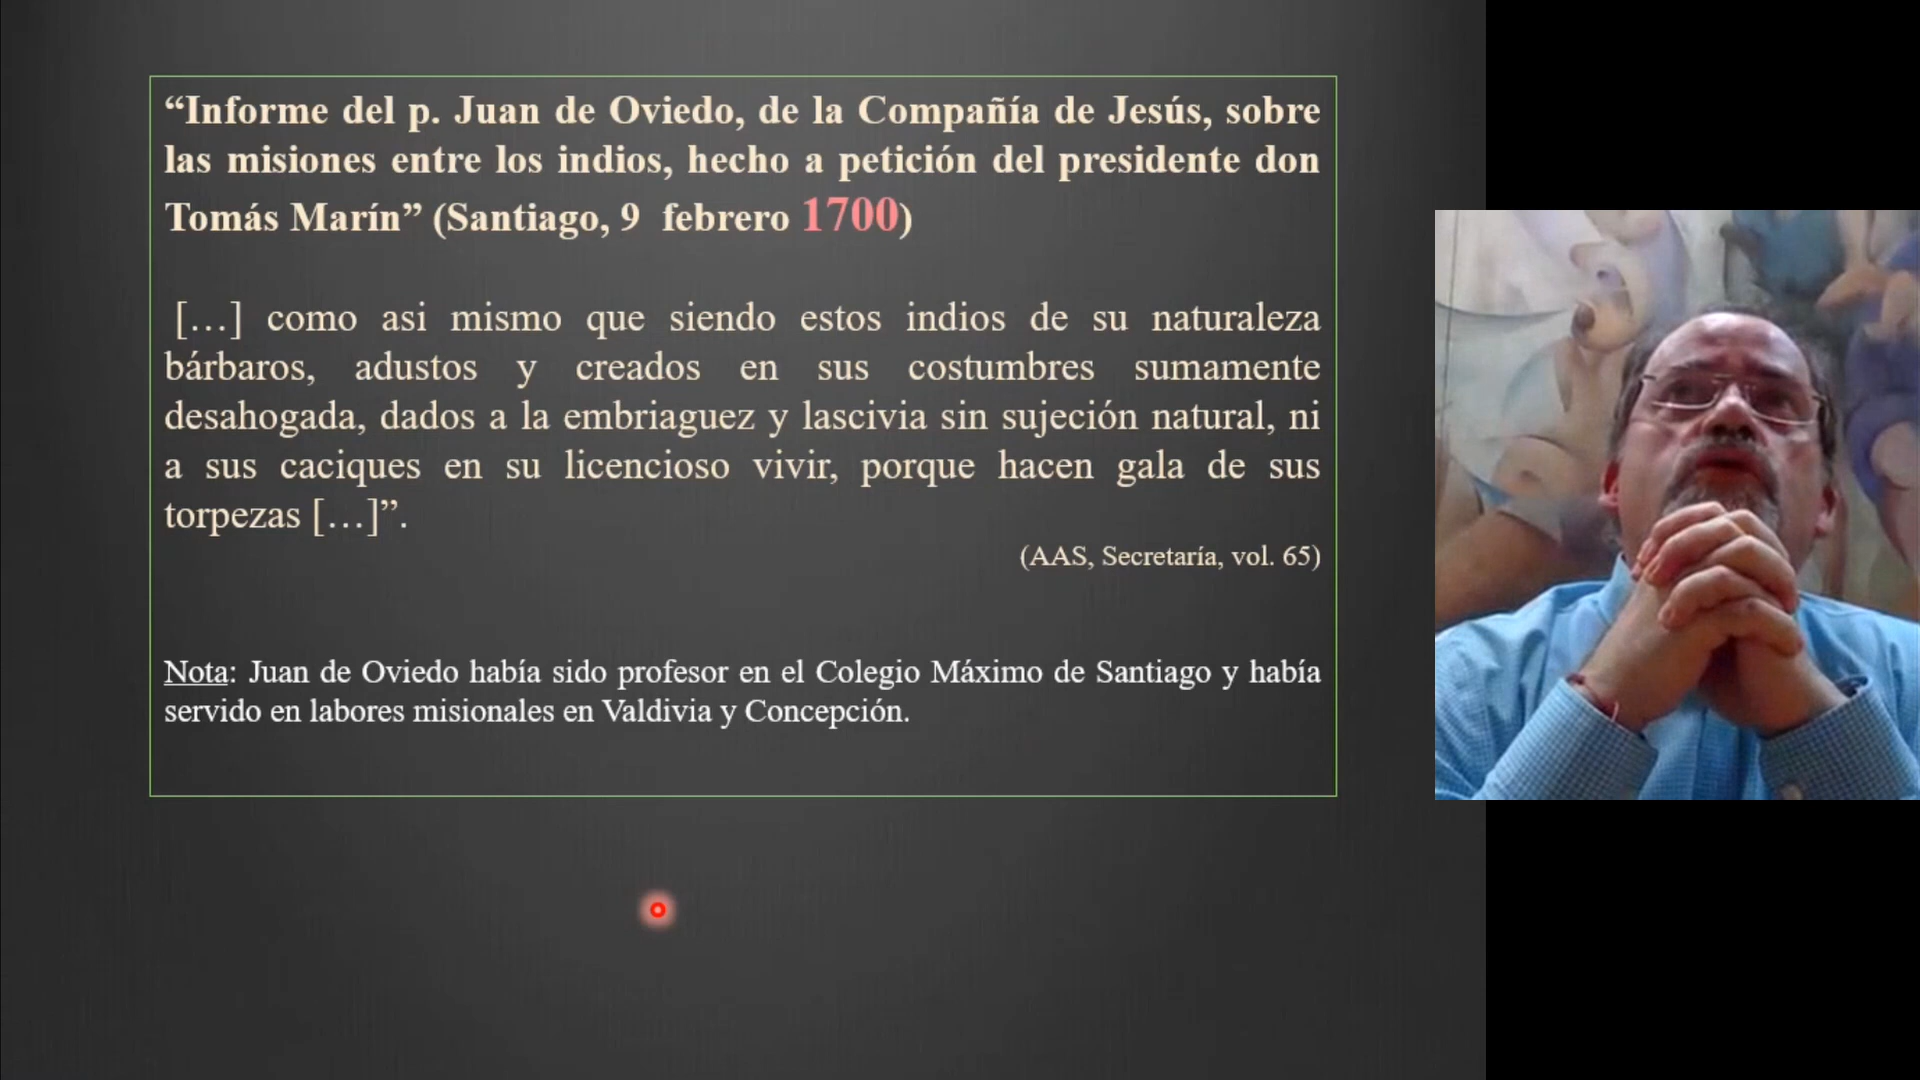 “Informe del p. Juan de Oviedo, de la Compañía de Jesús, sobre
las misiones entre los indios, hecho a petición del presidente don
Tomás Marín” (Santiago, 9 febrero 1700)
[…] como asi mismo que siendo estos indios de su naturaleza
bárbaros, adustos y creados en sus costumbres sumamente
desahogada, dados a la embriaguez y lascivia sin sujeción natural, ni
a sus caciques en su licencioso vivir, porque hacen gala de sus
torpezas […]”.
(AAS, Secretaría, vol. 65)
Nota: Juan de Oviedo había sido profesor en el Colegio Máximo de Santiago y había
servido en labores misionales en Valdivia y Concepción.